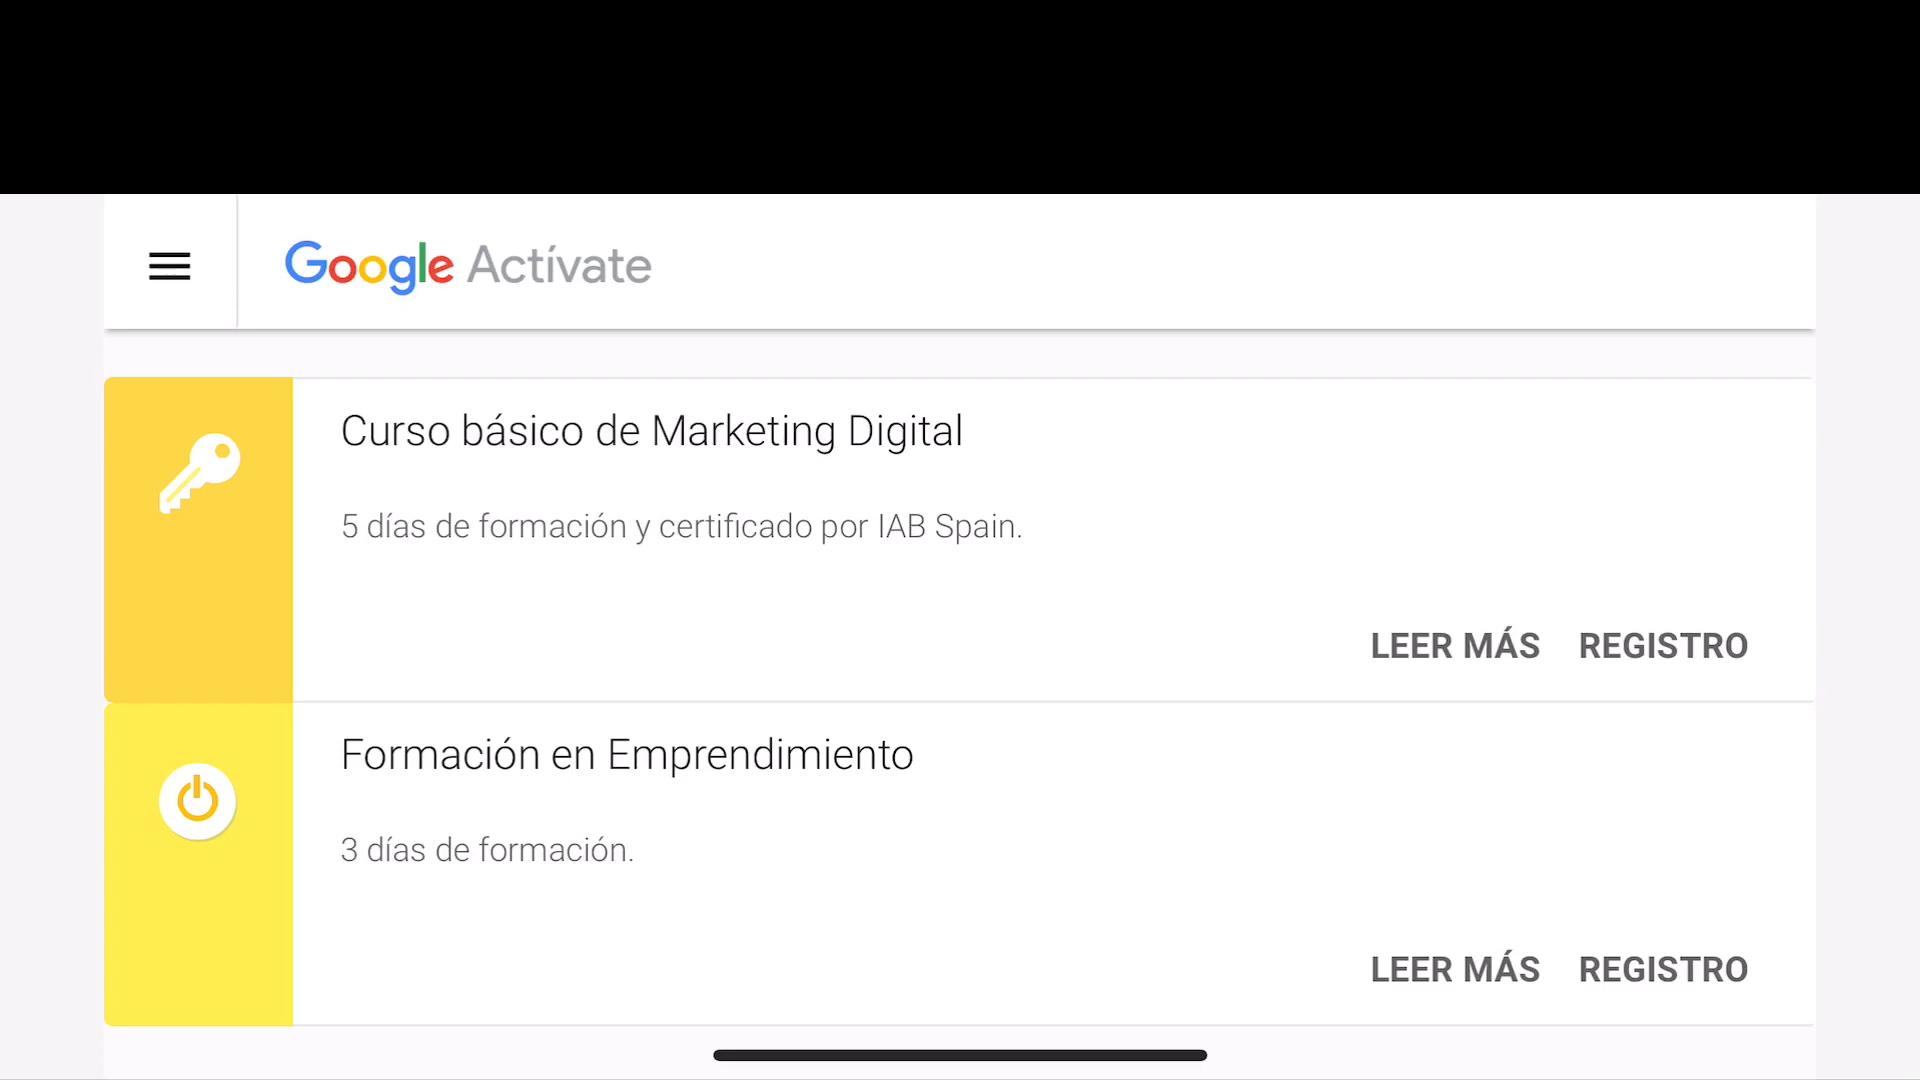 Google Actívate
Curso básico de Marketing Digital
5 días de formación y certificado por IAB Spain.
LEER MÁS REGISTRO
Formación en Emprendimiento
3 días de formación.
LEER MÁS REGISTRO